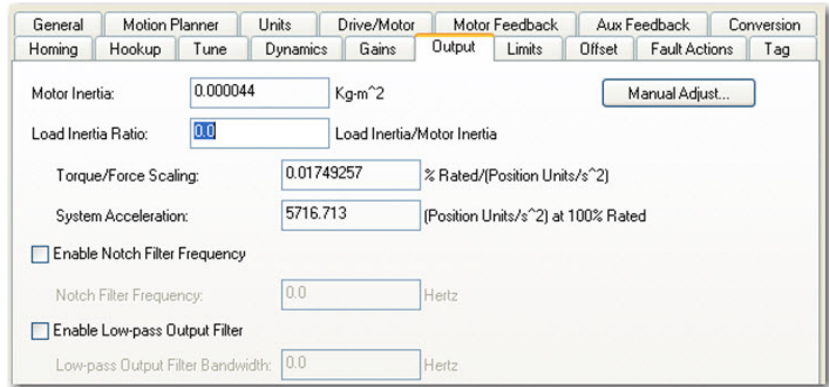 General Motion Planner Units Drive/Motor Motor Feedback Aux Feedback Conversion
Homing Hookup Tune Dynamics Gains Output Limits Offset Fault Actions Tag
Motor Inertia: 0.000044 Kg-m^2 Manual Adjust...
Load Inertia Ratio: 0.0 Load Inertia/Motor Inertia
Torque/Force Scaling: 0.01749257 % Rated/(Position Units/s^2)
System Acceleration: 5716.713 (Position Units/s^2) at 100% Rated
Enable Notch Filter Frequency
Notch Filter Frequency: 0.0 Hertz
Enable Low-pass Output Filter
Low-pass Output Filter Bandwidth: 0.0 Hertz